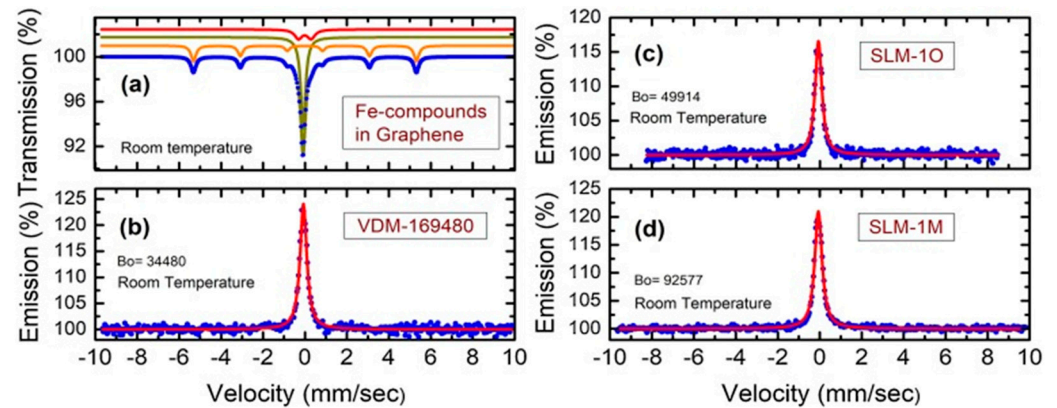 Transmission (%)
100
96
92
(a)
Fe-compounds
in Graphene
Room temperature
Emission (%)
125
120
115
110
105
100
(b)
VDM-169480
Bo= 34480
Room Temperature
-10 -8 -6 -4 -2 0 2 4 6 8 10
Velocity (mm/sec)
Emission (%)
115
110
105
100
(c)
SLM-1O
Bo= 49914
Room Temperature
Emission (%)
125
120
115
110
105
100
(d)
SLM-1M
Bo= 92577
Room Temperature
-10 -8 -6 -4 -2 0 2 4 6 8 10
Velocity (mm/sec)